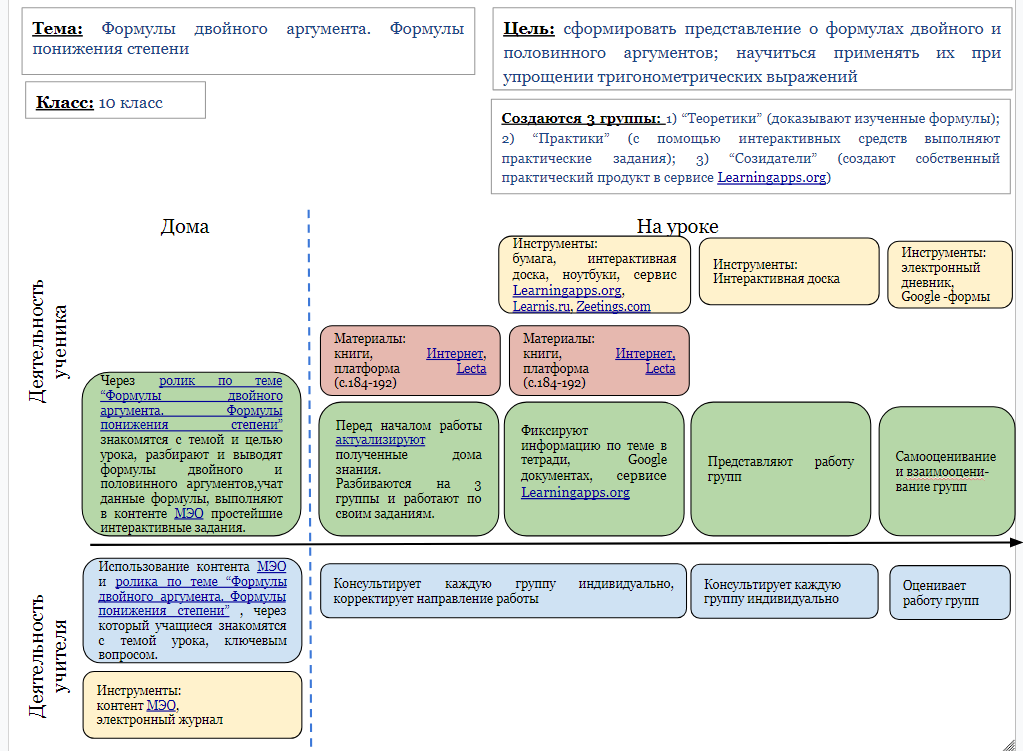 Тема: Формулы двойного аргумента. Формулы
понижения степени
Цель: сформировать представление о формулах двойного и
половинного аргументов; научиться применять их при
упрощении тригонометрических выражений
Класс: 10 класс
Создаются 3 группы: 1) “Теоретики” (доказывают изученные формулы);
2) “Практики” (с помощью интерактивных средств выполняют
практические задания); 3) “Созидатели” (создают собственный
практический продукт в сервисе Learningapps.org)
Дома
На уроке
Деятельность
ученика
Инструменты:
бумага, интерактивная
доска, ноутбуки, сервис
Learningapps.org,
Learnis.ru, Zeetings.com
Инструменты:
Интерактивная доска
Инструменты:
электронный
дневник,
Google -формы
Материалы:
книги, Интернет,
платформа Lecta
(с.184-192)
Материалы:
книги, Интернет,
платформа Lecta
(с.184-192)
Через ролик по теме
“Формулы двойного
аргумента. Формулы
понижения степени”
знакомятся с темой и целью
урока, разбирают и выводят
формулы двойного и
половинного аргументов,учат
данные формулы, выполняют
в контенте МЭО простейшие
интерактивные задания.
Перед началом работы
актуализируют
полученные дома
знания.
Разбиваются на 3
группы и работают по
своим заданиям.
Фиксируют
информацию по теме в
тетради, Google
документах, сервисе
Learningapps.org
Представляют работу
групп
Самооценивание
и взаимооцени-
вание групп
Деятельность
учителя
Использование контента МЭО
и ролика по теме “Формулы
двойного аргумента. Формулы
понижения степени” , через
который учащиеся знакомятся
с темой урока, ключевым
вопросом.
Консультирует каждую группу индивидуально,
корректирует направление работы
Консультирует каждую
группу индивидуально
Оценивает
работу групп
Инструменты:
контент МЭО,
электронный журнал